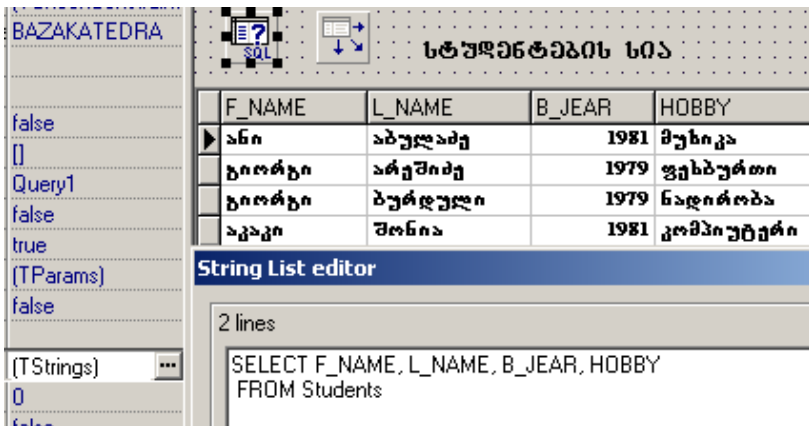 BAZAKATEDRA
false
[]
Query1
false
true
(TParams)
false
(TStrings) ...
0
SQL
სტუდენტების სია
F_NAME L_NAME B_JEAR HOBBY
ანი აბულაძე 1981 მუსიკა
გიორგი არეშიძე 1979 ფეხბურთი
გიორგი ბურდული 1979 ნადირობა
აკაკი შონია 1981 კომპიუტერი
String List editor
2 lines
SELECT F_NAME, L_NAME, B_JEAR, HOBBY
FROM Students